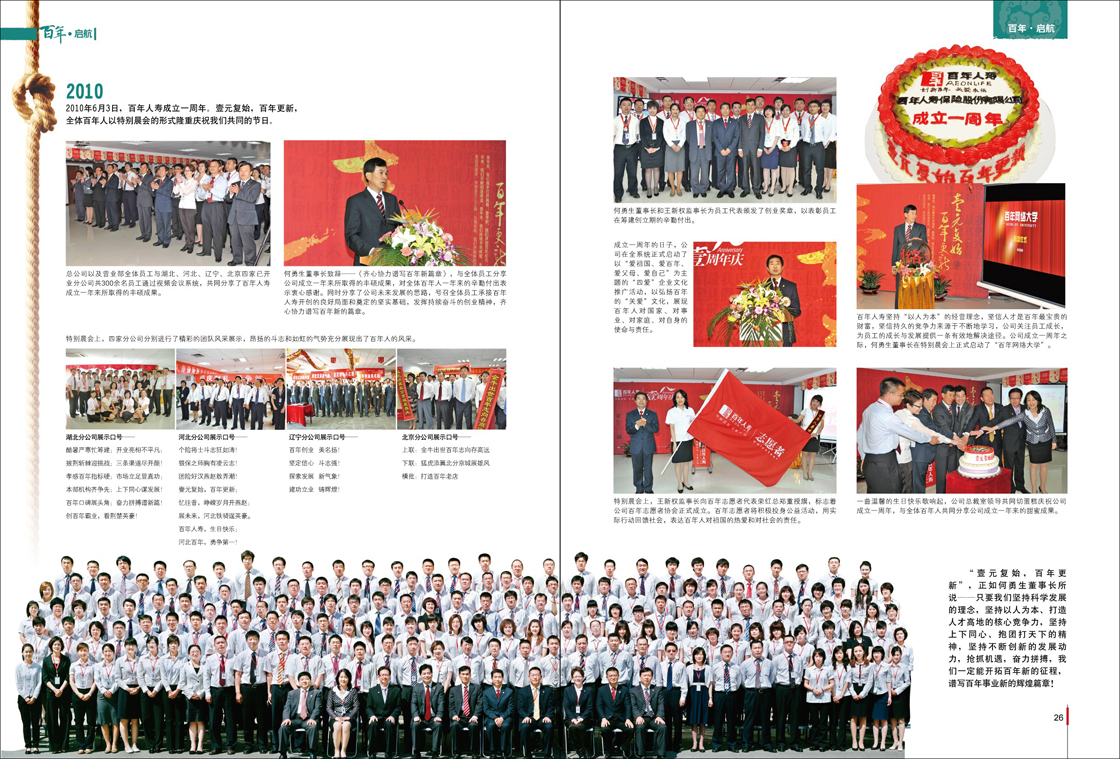 百年·启航
百年·启航
2010
2010年6月3日，百年人寿成立一周年。壹元复始，百年更新，
全体百年人以特别晨会的形式隆重庆祝我们共同的节日。
总公司以及营业部全体员工与湖北、河北、辽宁、北京四家已开
业分公司共300余名员工通过视频会议系统，共同分享了百年人寿
成立一周年来所取得的丰硕成果。
何勇生董事长致辞——《齐心协力谱写百年新篇章》，与全体员工分享
公司成立一周年来所取得的丰硕成果，对全体百年人一年来的辛勤付出表
示衷心感谢。同时分享了公司未来发展的思路，号召全体员工承接百年
人寿开创的良好局面和奠定的坚实基础，发挥持续奋斗的创业精神，齐
心协力谱写百年新的篇章。
特别晨会上，四家分公司分别进行了精彩的团队风采展示，昂扬的斗志和如虹的气势充分展现出了百年人的风采。
湖北分公司展示口号——
酷暑严寒忙筹建；开业亮相不平凡；
披荆斩棘迎挑战；三条渠道尽开颜！
孝感百年指标硬；市场立足显真功；
本部机构齐争先；上下同心谋发展！
百年口碑展头角；奋力拼搏谱新篇！
创百年霸业，看荆楚英豪！
河北分公司展示口号——
个险将士斗志狂如涛！
银保之师胸有凌云志！
团险好汉燕赵敢弄潮！
壹元复始，百年更新；
忆往昔，峥嵘岁月开燕赵；
展未来，河北铁骑逞英豪。
百年人寿，生日快乐；
河北百年，勇争第一！
辽宁分公司展示口号——
百年创业 美名扬！
坚定信心 斗志强！
探索发展 新气象！
建功立业 铸辉煌！
北京分公司展示口号——
上联：金牛出世百年志向存高远
下联：猛虎添翼北分京城展雄风
横批：打造百年老店
何勇生董事长和王新权监事长为员工代表颁发了创业奖章，以表彰员工
在筹建创立期的辛勤付出。
成立一周年的日子，公
司在全系统正式启动了
以“爱祖国、爱百年、
爱父母、爱自己”为主
题的“四爱”企业文化
推广活动，以弘扬百年
的“关爱”文化，展现
百年人对国家、对事
业、对家庭、对自身的
使命与责任。
周年庆
百年人寿
AEONLIFE
百年人寿保险股份有限公司
成立一周年
壹元复始百年更新
壹元复始
百年更新
百年网络大学
百年人寿坚持“以人为本”的经营理念，坚信人才是百年最宝贵的
财富，坚信持久的竞争力来源于不断地学习，公司关注员工成长，
为员工的成长与发展提供一条有效地解决途径。公司成立一周年之
际，何勇生董事长在特别晨会上正式启动了“百年网络大学”。
百年人寿
志愿者
特别晨会上，王新权监事长向百年志愿者代表荣红总郑重授旗，标志着
公司百年志愿者协会正式成立。百年志愿者将积极投身公益活动，用实
际行动回馈社会，表达百年人对祖国的热爱和对社会的责任。
一曲温馨的生日快乐歌响起，公司总裁室领导共同切蛋糕庆祝公司
成立一周年，与全体百年人共同分享公司成立一年来的甜蜜成果。
“壹元复始，百年更
新”，正如何勇生董事长所
说——只要我们坚持科学发展
的理念，坚持以人为本、打造
人才高地的核心竞争力，坚持
上下同心、抱团打天下的精
神，坚持不断创新的发展动
力，抢抓机遇，奋力拼搏，我
们一定能开拓百年新的征程，
谱写百年事业新的辉煌篇章！
26